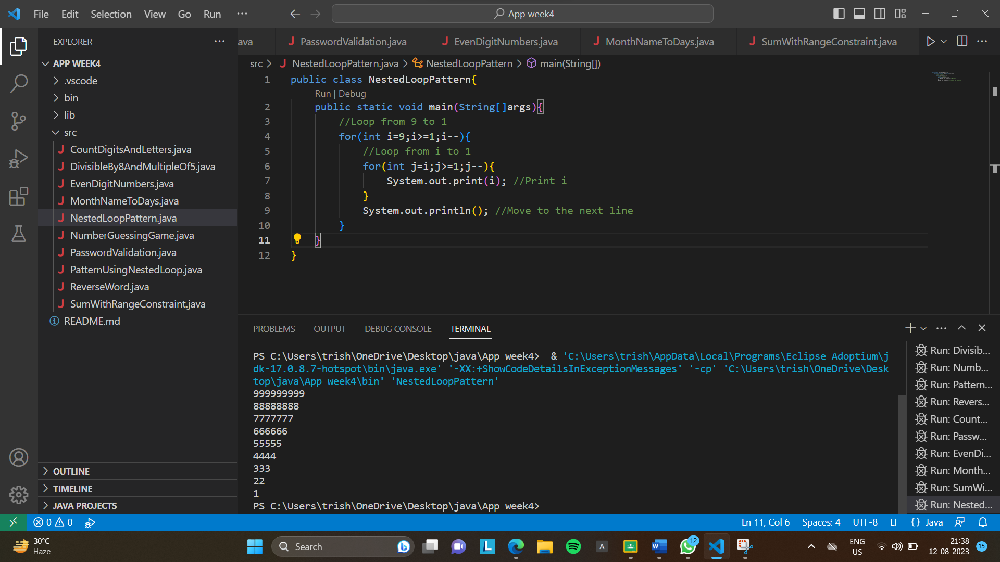 File Edit Selection View Go Run ··· App week4
EXPLORER ···
APP WEEK4
.vscode
bin
lib
src
CountDigitsAndLetters.java
DivisibleBy8AndMultipleOf5.java
EvenDigitNumbers.java
MonthNameToDays.java
NestedLoopPattern.java
NumberGuessingGame.java
PasswordValidation.java
PatternUsingNestedLoop.java
ReverseWord.java
SumWithRangeConstraint.java
README.md
OUTLINE
TIMELINE
JAVA PROJECTS
ava PasswordValidation.java EvenDigitNumbers.java MonthNameToDays.java SumWithRangeConstraint.java
src > NestedLoopPattern.java > NestedLoopPattern > main(String[])
1 public class NestedLoopPattern{
Run | Debug
2 public static void main(String[]args){
3 //Loop from 9 to 1
4 for(int i=9;i>=1;i--){
5 //Loop from i to 1
6 for(int j=i;j>=1;j--){
7 System.out.print(i); //Print i
8 }
9 System.out.println(); //Move to the next line
10 }
11 }
12 }
PROBLEMS OUTPUT DEBUG CONSOLE TERMINAL
PS C:\Users\trish\OneDrive\Desktop\java\App week4>  & 'C:\Users\trish\AppData\Local\Programs\Eclipse Adoptium\j
dk-17.0.8.7-hotspot\bin\java.exe' '-XX:+ShowCodeDetailsInExceptionMessages' '-cp' 'C:\Users\trish\OneDrive\Desk
top\java\App week4\bin' 'NestedLoopPattern'
999999999
88888888
7777777
666666
55555
4444
333
22
1
PS C:\Users\trish\OneDrive\Desktop\java\App week4>
Run: Divisib...
Run: Numb...
Run: Pattern...
Run: Revers...
Run: Count...
Run: Passw...
Run: EvenDi...
Run: Month...
Run: SumWi...
Run: Nested...
0 0 Ln 11, Col 6 Spaces: 4 UTF-8 LF {} Java
30°C
Haze
Search
12
ENG
US
21:38
12-08-2023
15